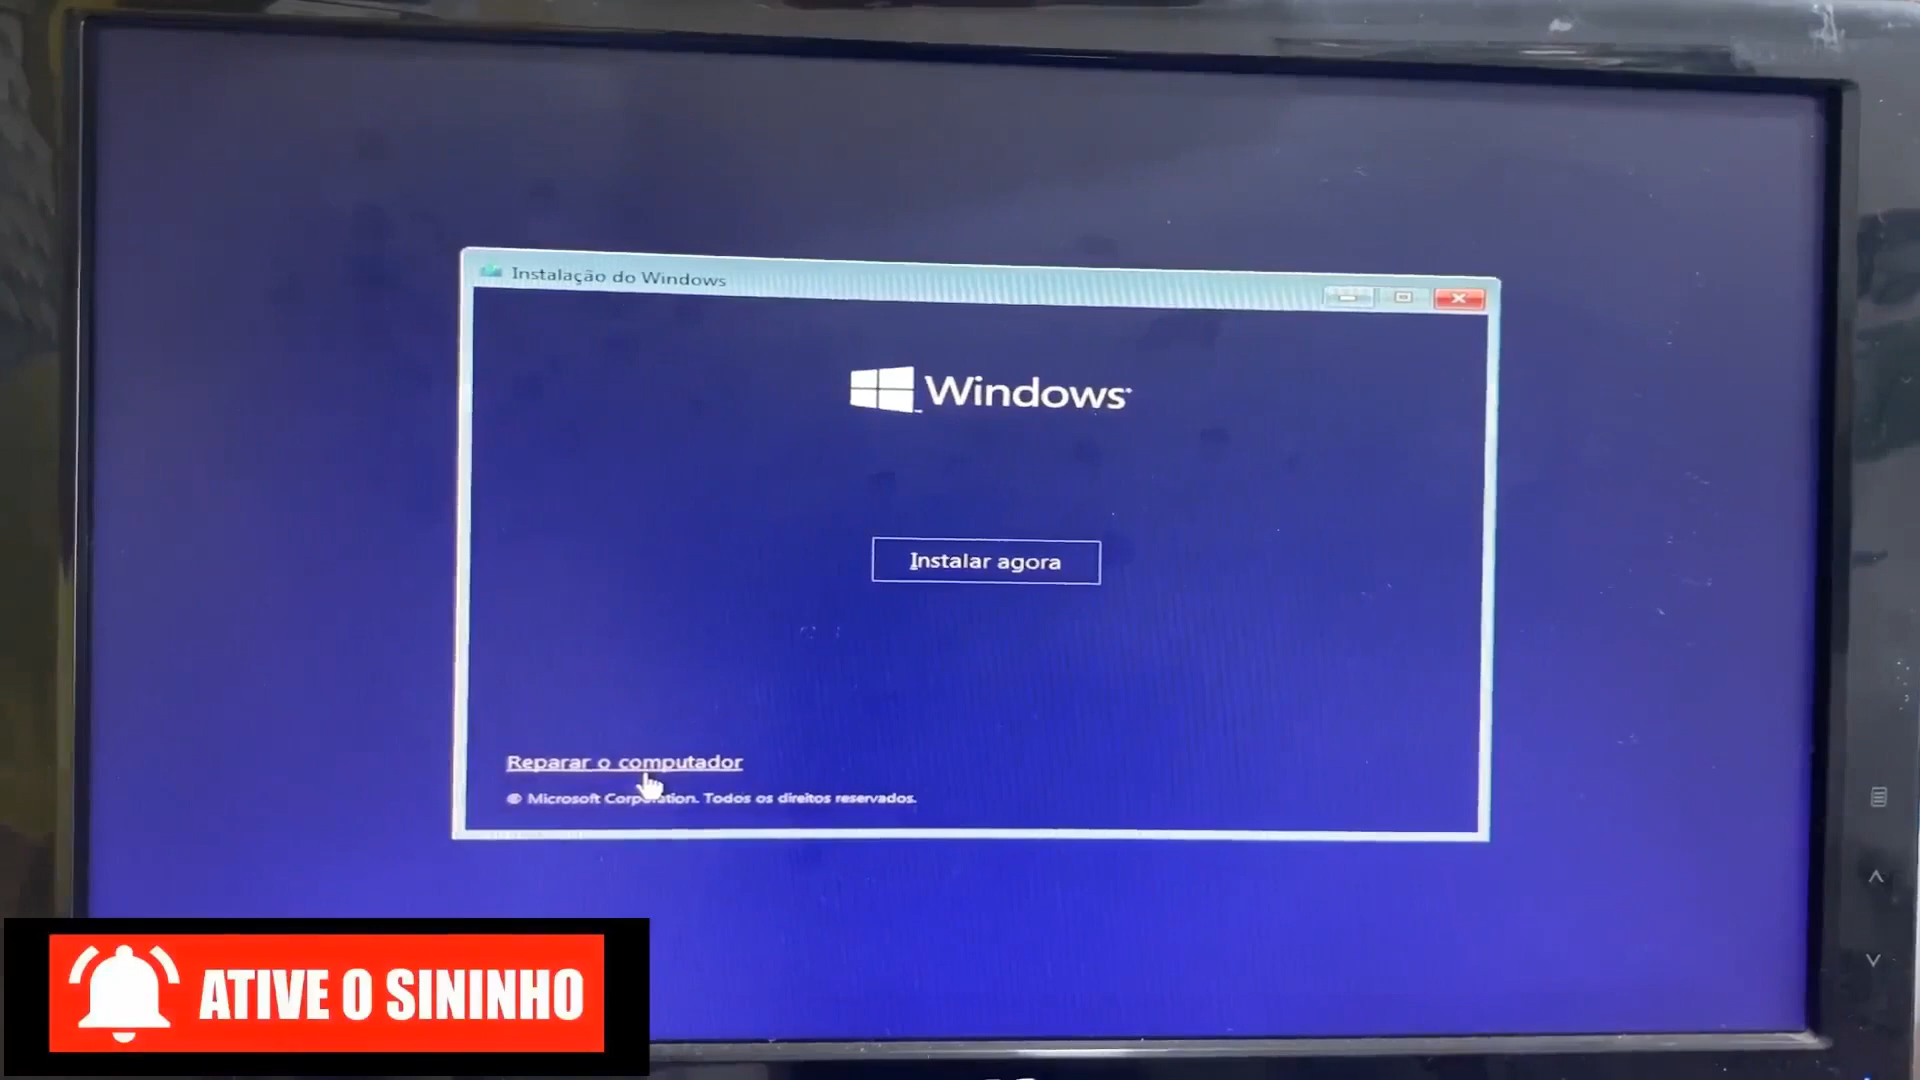 Instalação do Windows
Windows
Instalar agora
Reparar o computador
© Microsoft Corporation. Todos os direitos reservados.
ATIVE O SININHO